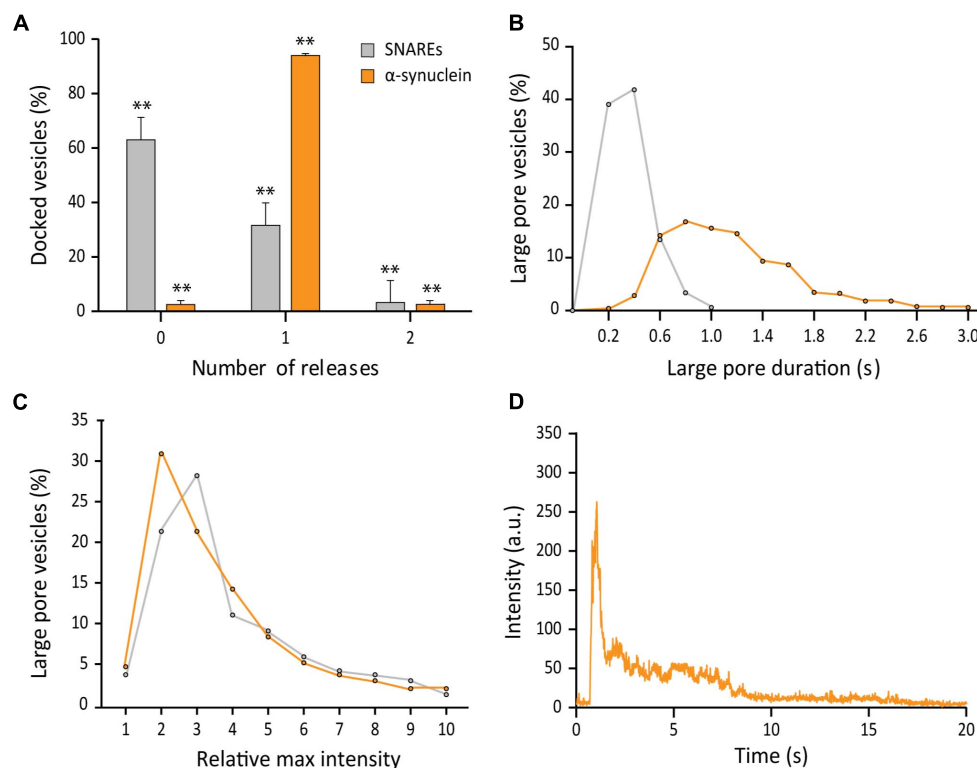 A
Docked vesicles (%)
100
80
60
40
20
0
** ** ** ** ** **
SNAREs
α-synuclein
0 1 2
Number of releases
B
Large pore vesicles (%)
50
40
30
20
10
0
0.2 0.6 1.0 1.4 1.8 2.2 2.6 3.0
Large pore duration (s)
C
Large pore vesicles (%)
35
30
25
20
15
10
5
0
1 2 3 4 5 6 7 8 9 10
Relative max intensity
D
Intensity (a.u.)
350
300
250
200
150
100
50
0
0 5 10 15 20
Time (s)